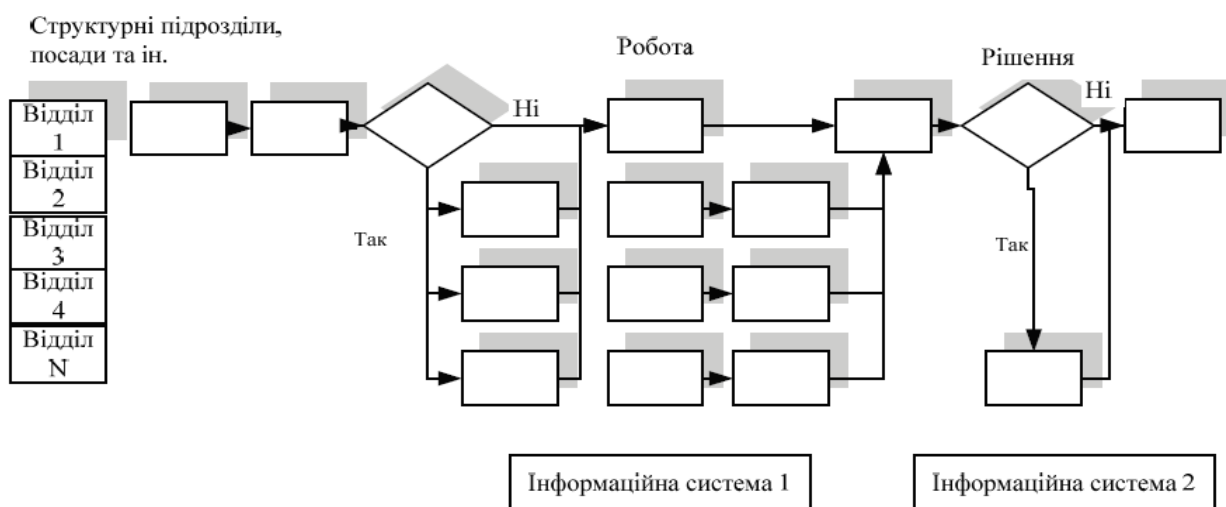 Структурні підрозділи,
посади та ін.
Робота
Рішення
Відділ
1
Відділ
2
Відділ
3
Відділ
4
Відділ
N
Ні
Ні
Так
Так
Інформаційна система 1
Інформаційна система 2